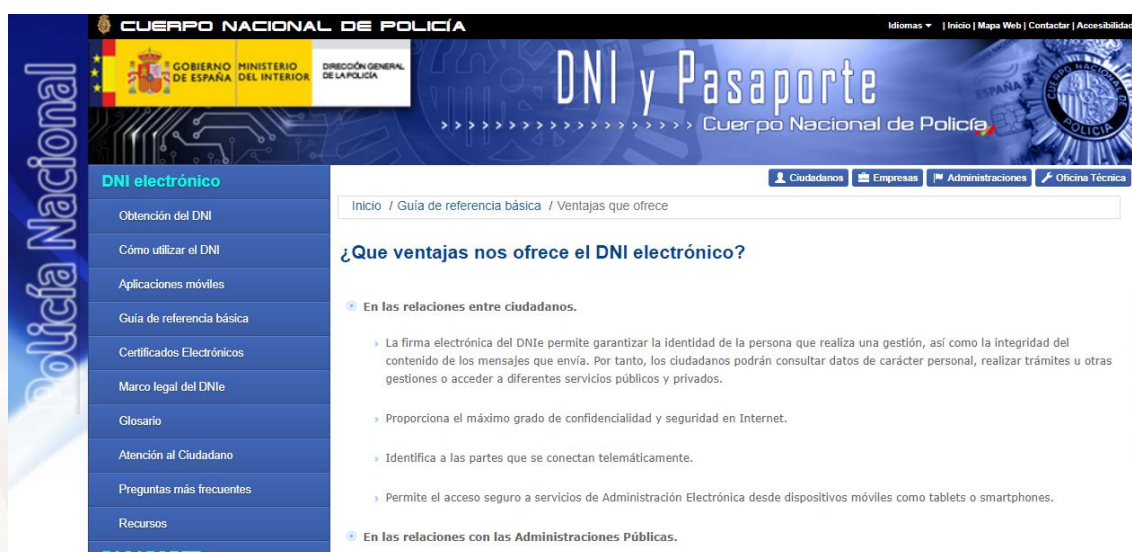 CUERPO NACIONAL DE POLICÍA
Idiomas | Inicio | Mapa Web | Contactar | Accesibilidad
GOBIERNO DE ESPAÑA
MINISTERIO DEL INTERIOR
DIRECCIÓN GENERAL DE LA POLICÍA
DNI y Pasaporte
>>>>>>>>>>>>>>>>>>> Cuerpo Nacional de Policía
ESPAÑA
CUERPO NACIONAL
POLICIA
Policía Nacional
Ciudadanos Empresas Administraciones Oficina Técnica
DNI electrónico
Obtención del DNI
Cómo utilizar el DNI
Aplicaciones móviles
Guía de referencia básica
Certificados Electrónicos
Marco legal del DNIe
Glosario
Atención al Ciudadano
Preguntas más frecuentes
Recursos
Inicio / Guía de referencia básica / Ventajas que ofrece
¿Que ventajas nos ofrece el DNI electrónico?
En las relaciones entre ciudadanos.
La firma electrónica del DNIe permite garantizar la identidad de la persona que realiza una gestión, así como la integridad del
contenido de los mensajes que envía. Por tanto, los ciudadanos podrán consultar datos de carácter personal, realizar trámites u otras
gestiones o acceder a diferentes servicios públicos y privados.
Proporciona el máximo grado de confidencialidad y seguridad en Internet.
Identifica a las partes que se conectan telemáticamente.
Permite el acceso seguro a servicios de Administración Electrónica desde dispositivos móviles como tablets o smartphones.
En las relaciones con las Administraciones Públicas.